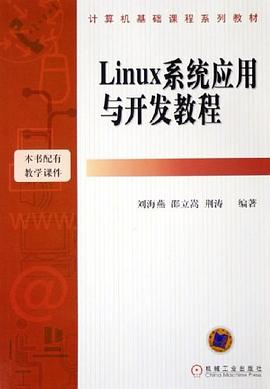 计算机基础课程系列教材
Linux系统应用
与开发教程
本书配有
教学课件
刘海燕 邵立嵩 荆涛 编著
机械工业出版社
China Machine Press